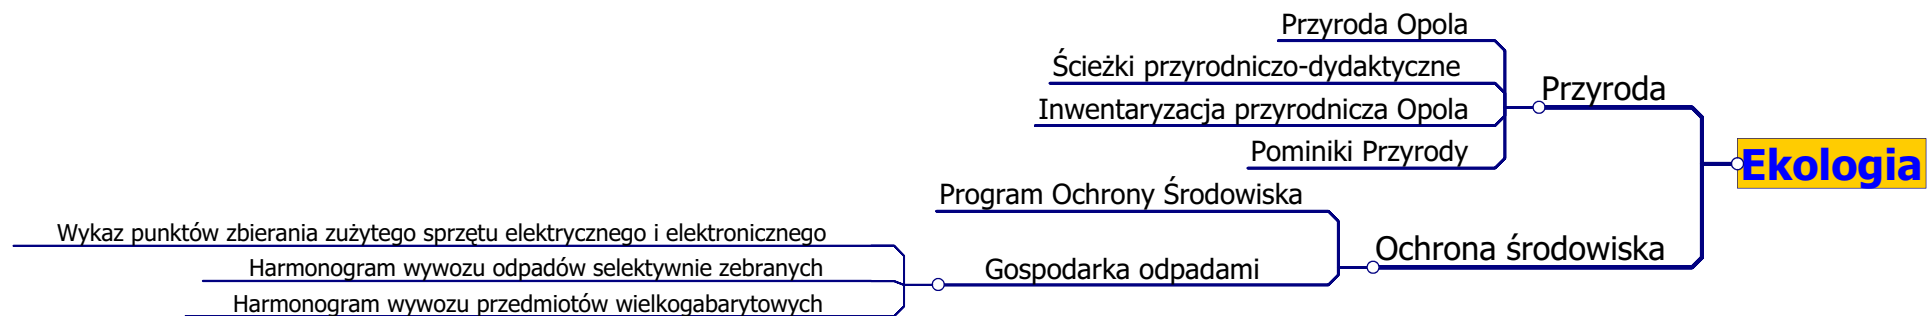 Przyroda Opola
Ścieżki przyrodniczo-dydaktyczne
Przyroda
Inwentaryzacja przyrodnicza Opola
Pominiki Przyrody
Ekologia
Program Ochrony Środowiska
Wykaz punktów zbierania zużytego sprzętu elektrycznego i elektronicznego
Ochrona środowiska
Harmonogram wywozu odpadów selektywnie zebranych
Gospodarka odpadami
Harmonogram wywozu przedmiotów wielkogabarytowych